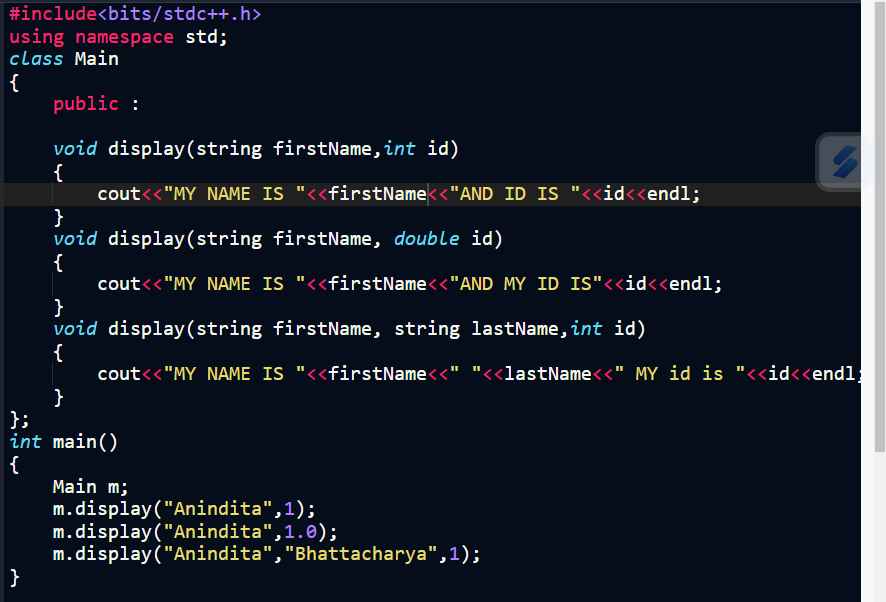 #include<bits/stdc++.h>
using namespace std;
class Main
{
    public :

    void display(string firstName,int id)
    {
        cout<<"MY NAME IS "<<firstName<<"AND ID IS "<<id<<endl;
    }
    void display(string firstName, double id)
    {
        cout<<"MY NAME IS "<<firstName<<"AND MY ID IS"<<id<<endl;
    }
    void display(string firstName, string lastName,int id)
    {
        cout<<"MY NAME IS "<<firstName<<" "<<lastName<<" MY id is "<<id<<endl;
    }
};
int main()
{
    Main m;
    m.display("Anindita",1);
    m.display("Anindita",1.0);
    m.display("Anindita","Bhattacharya",1);
}